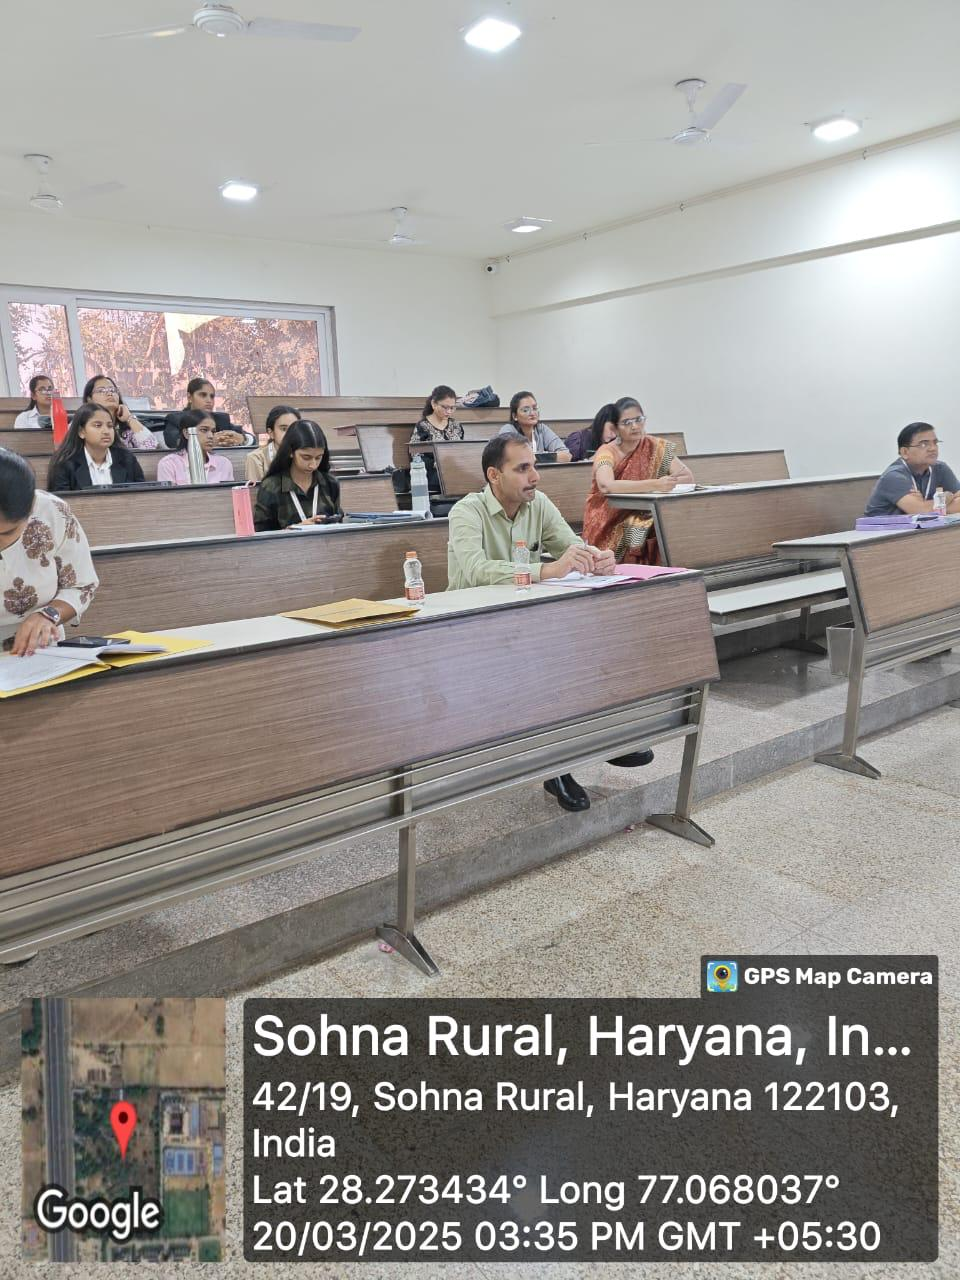 GPS Map Camera
Sohna Rural, Haryana, In...
42/19, Sohna Rural, Haryana 122103,
India
Lat 28.273434° Long 77.068037°
20/03/2025 03:35 PM GMT +05:30
Google